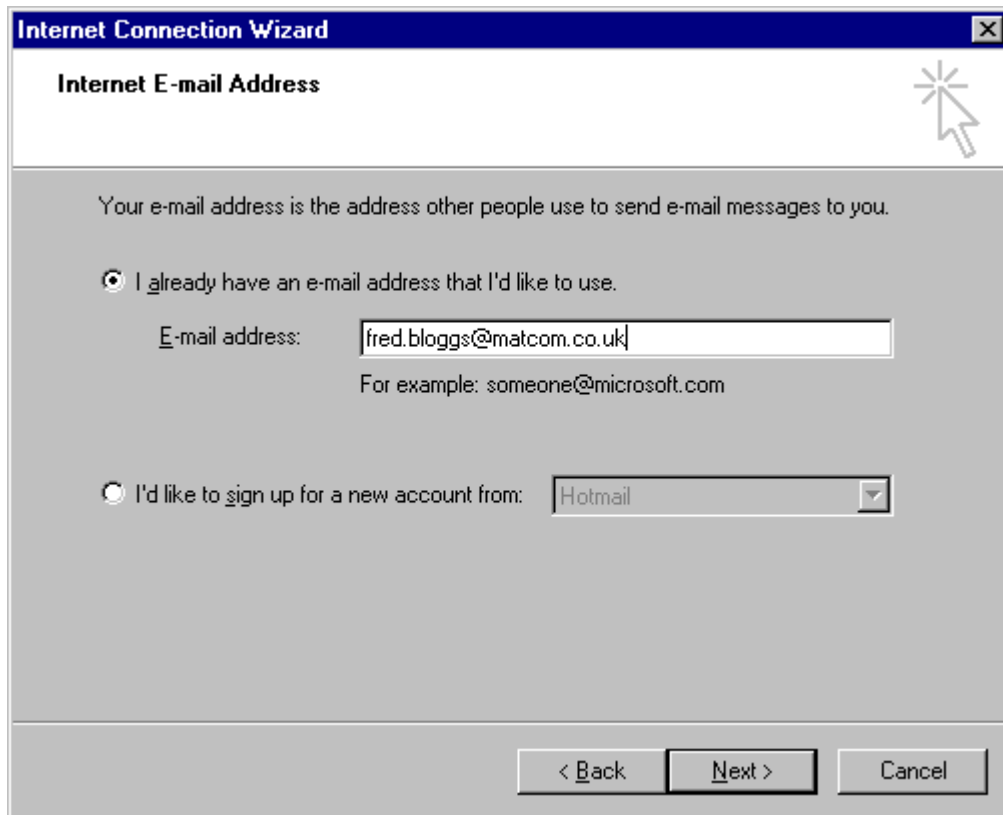 Internet Connection Wizard
Internet E-mail Address
Your e-mail address is the address other people use to send e-mail messages to you.
I already have an e-mail address that I'd like to use.
E-mail address: fred.bloggs@matcom.co.uk
For example: someone@microsoft.com
I'd like to sign up for a new account from: Hotmail
< Back Next > Cancel